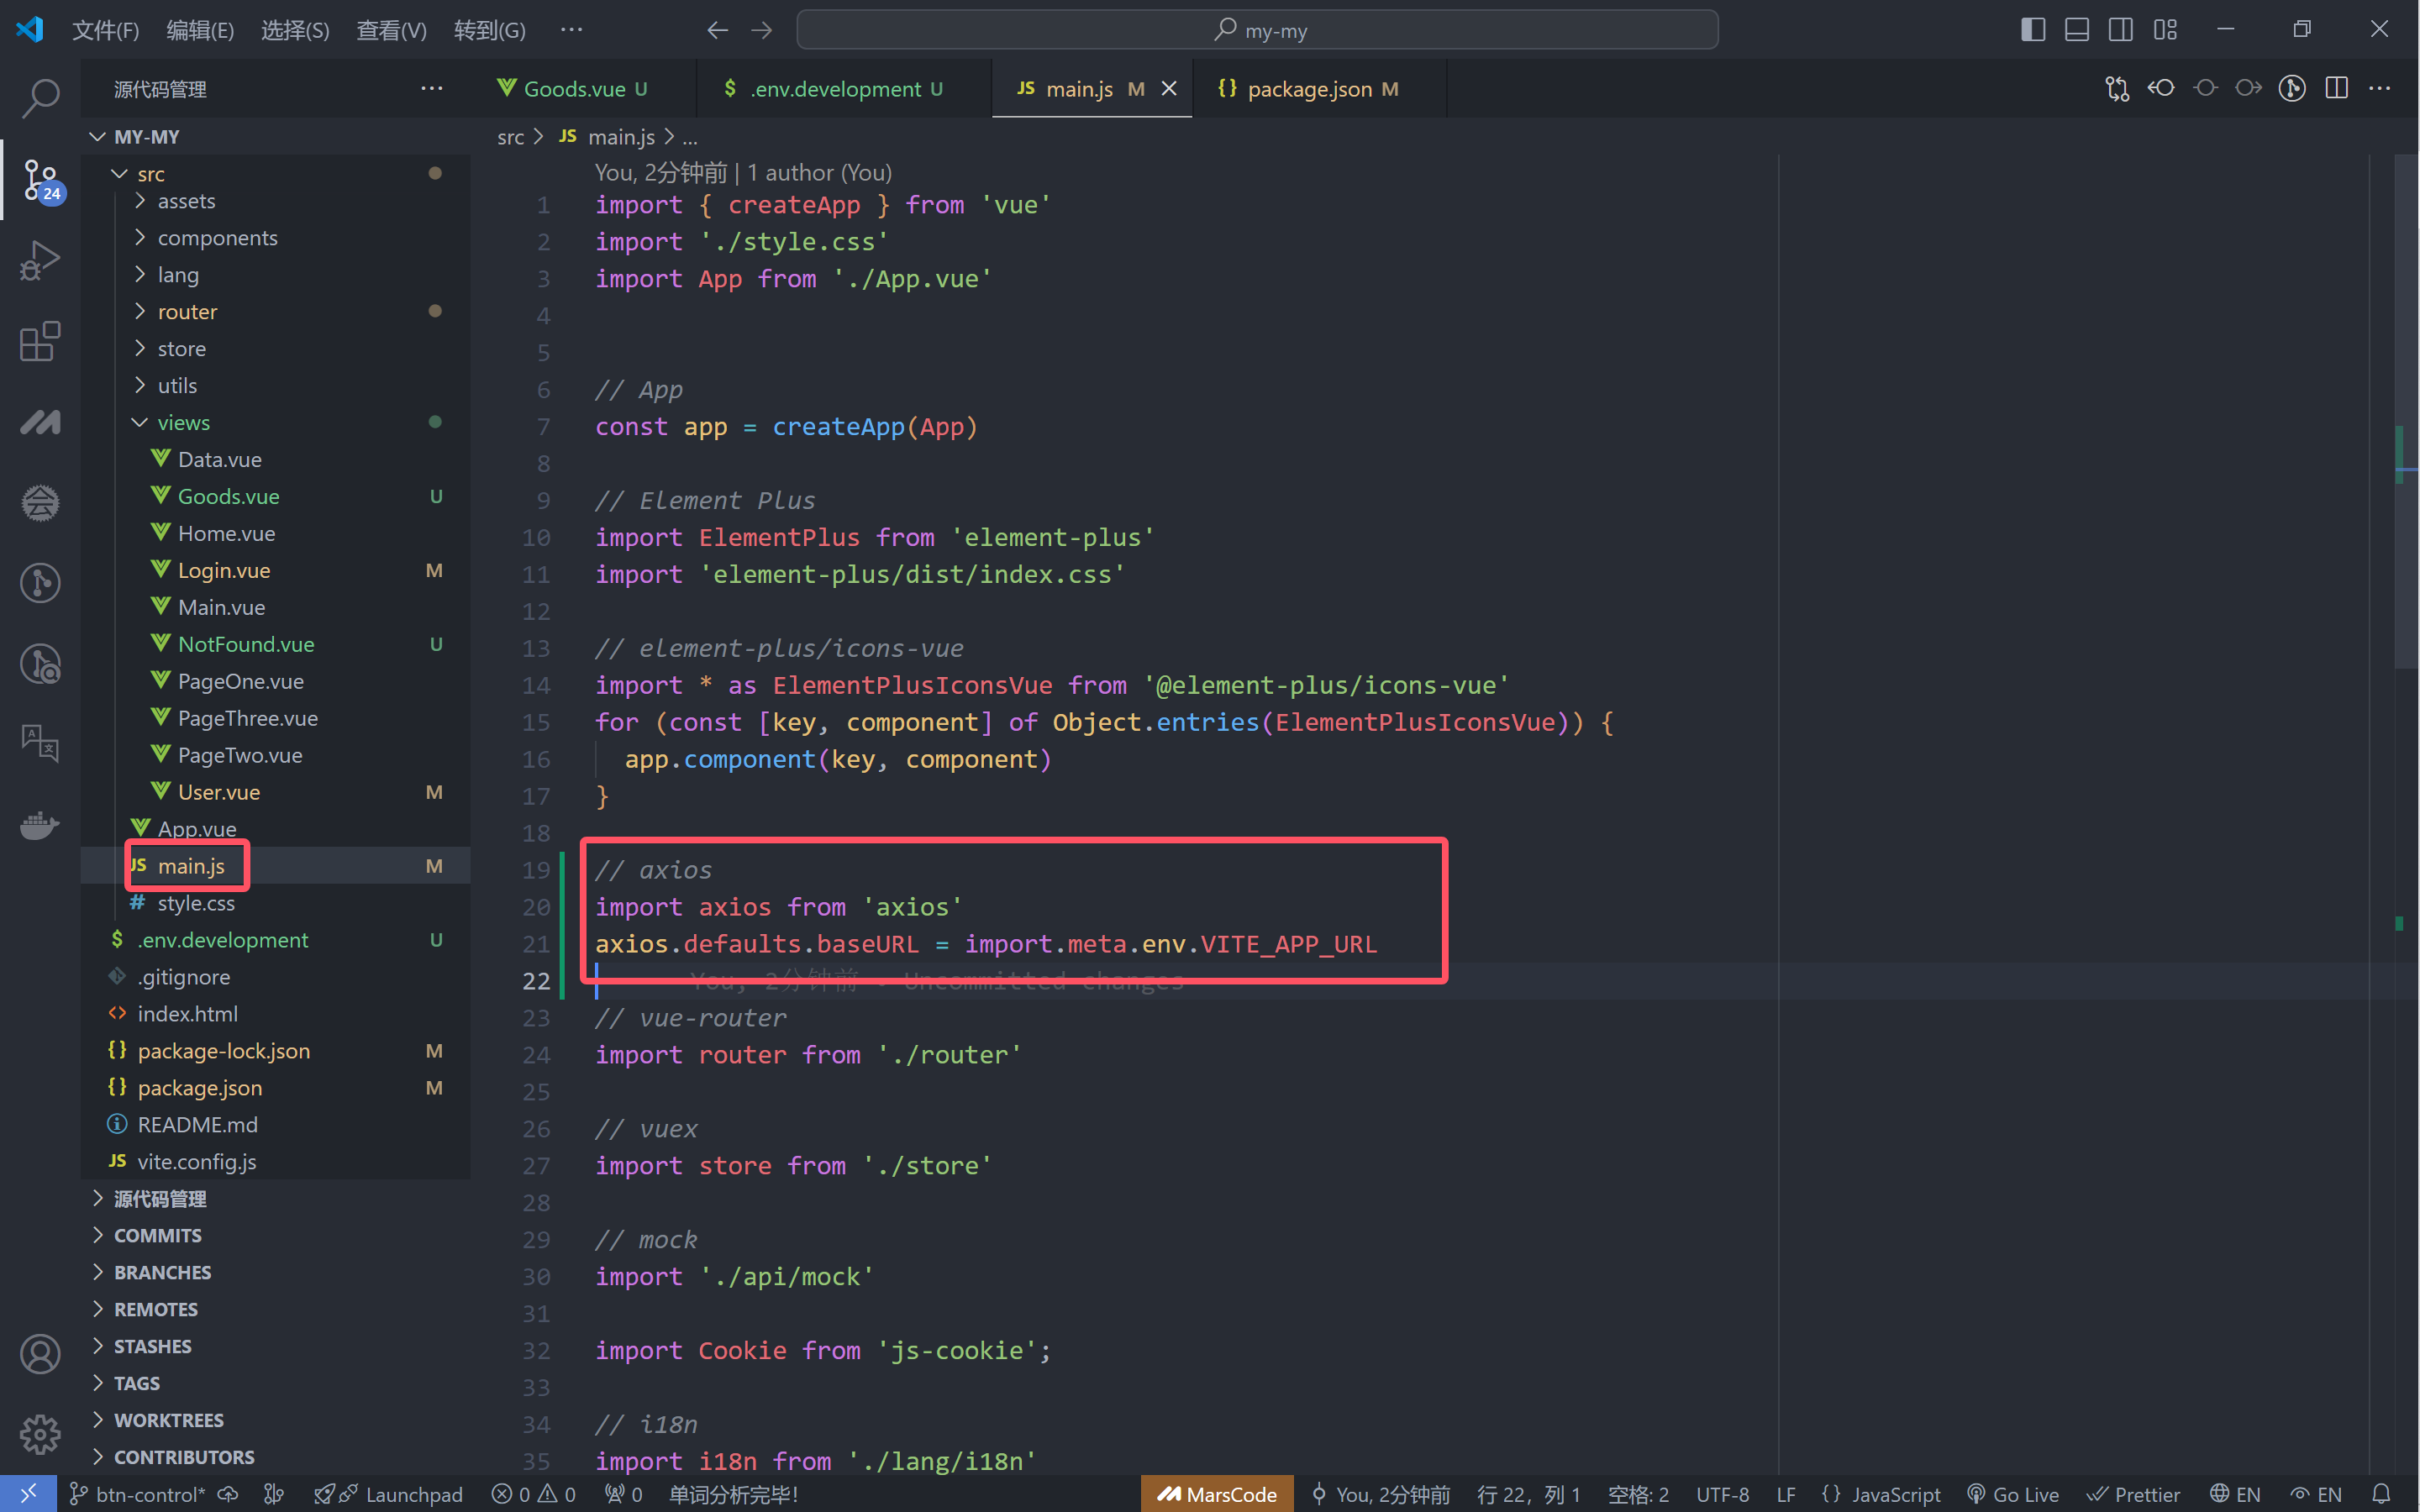 文件(F) 编辑(E) 选择(S) 查看(V) 转到(G) ··· my-my
源代码管理 ···
MY-MY
src
assets
components
lang
router
store
utils
views
Data.vue
Goods.vue U
Home.vue
Login.vue M
Main.vue
NotFound.vue U
PageOne.vue
PageThree.vue
PageTwo.vue
User.vue M
App.vue
JS main.js M
# style.css
$ .env.development U
.gitignore
<> index.html
{} package-lock.json M
{} package.json M
README.md
JS vite.config.js
源代码管理
COMMITS
BRANCHES
REMOTES
STASHES
TAGS
WORKTREES
CONTRIBUTORS
24
Goods.vue U $ .env.development U JS main.js M {} package.json M
src > JS main.js > ...
You, 2分钟前 | 1 author (You)
1 import { createApp } from 'vue'
2 import './style.css'
3 import App from './App.vue'
4
5
6 // App
7 const app = createApp(App)
8
9 // Element Plus
10 import ElementPlus from 'element-plus'
11 import 'element-plus/dist/index.css'
12
13 // element-plus/icons-vue
14 import * as ElementPlusIconsVue from '@element-plus/icons-vue'
15 for (const [key, component] of Object.entries(ElementPlusIconsVue)) {
16 app.component(key, component)
17 }
18
19 // axios
20 import axios from 'axios'
21 axios.defaults.baseURL = import.meta.env.VITE_APP_URL
22 You, 2分钟前 • Uncommitted changes
23 // vue-router
24 import router from './router'
25
26 // vuex
27 import store from './store'
28
29 // mock
30 import './api/mock'
31
32 import Cookie from 'js-cookie';
33
34 // i18n
35 import i18n from './lang/i18n'
btn-control* Launchpad 0 0 0 单词分析完毕! MarsCode You, 2分钟前 行 22, 列 1 空格: 2 UTF-8 LF {} JavaScript Go Live Prettier EN EN